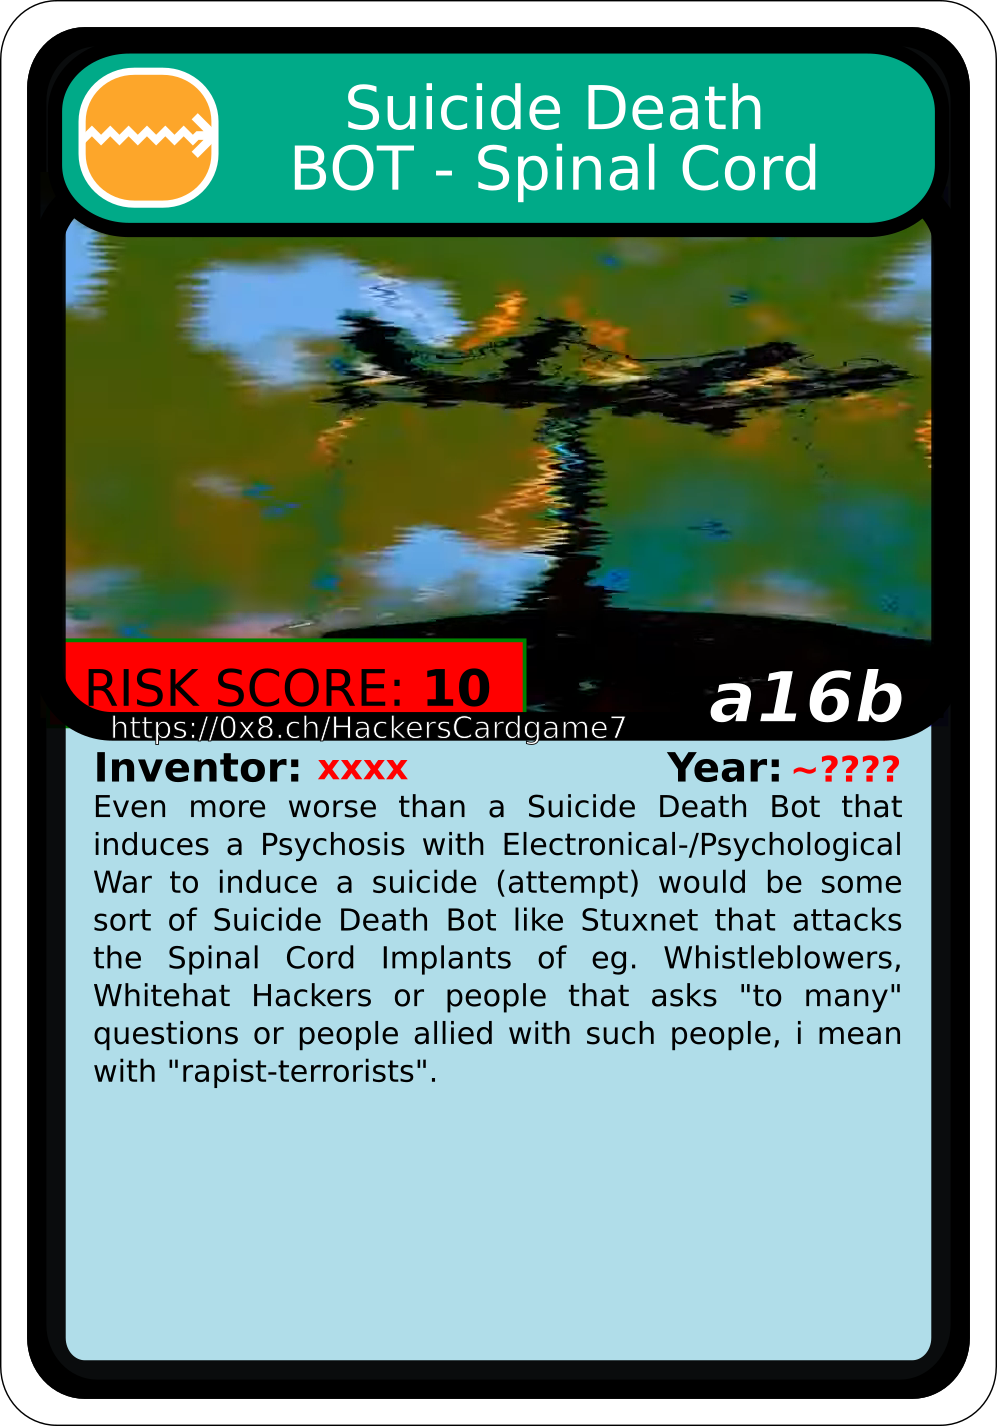 Suicide Death
BOT - Spinal Cord
RISK SCORE: 10
a16b
https://0x8.ch/HackersCardgame7
Inventor: xxxx Year: ~????
Even more worse than a Suicide Death Bot that
induces a Psychosis with Electronical-/Psychological
War to induce a suicide (attempt) would be some
sort of Suicide Death Bot like Stuxnet that attacks
the Spinal Cord Implants of eg. Whistleblowers,
Whitehat Hackers or people that asks "to many"
questions or people allied with such people, i mean
with "rapist-terrorists".